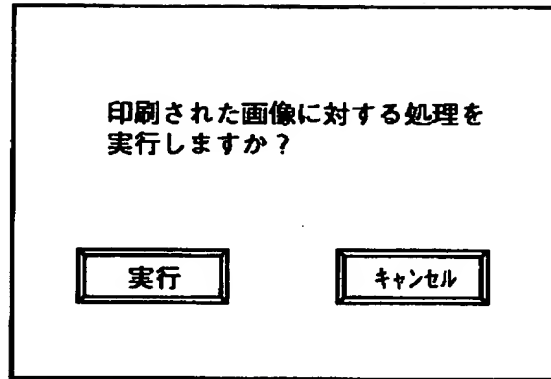 印刷された画像に対する処理を
実行しますか？
実行
キャンセル